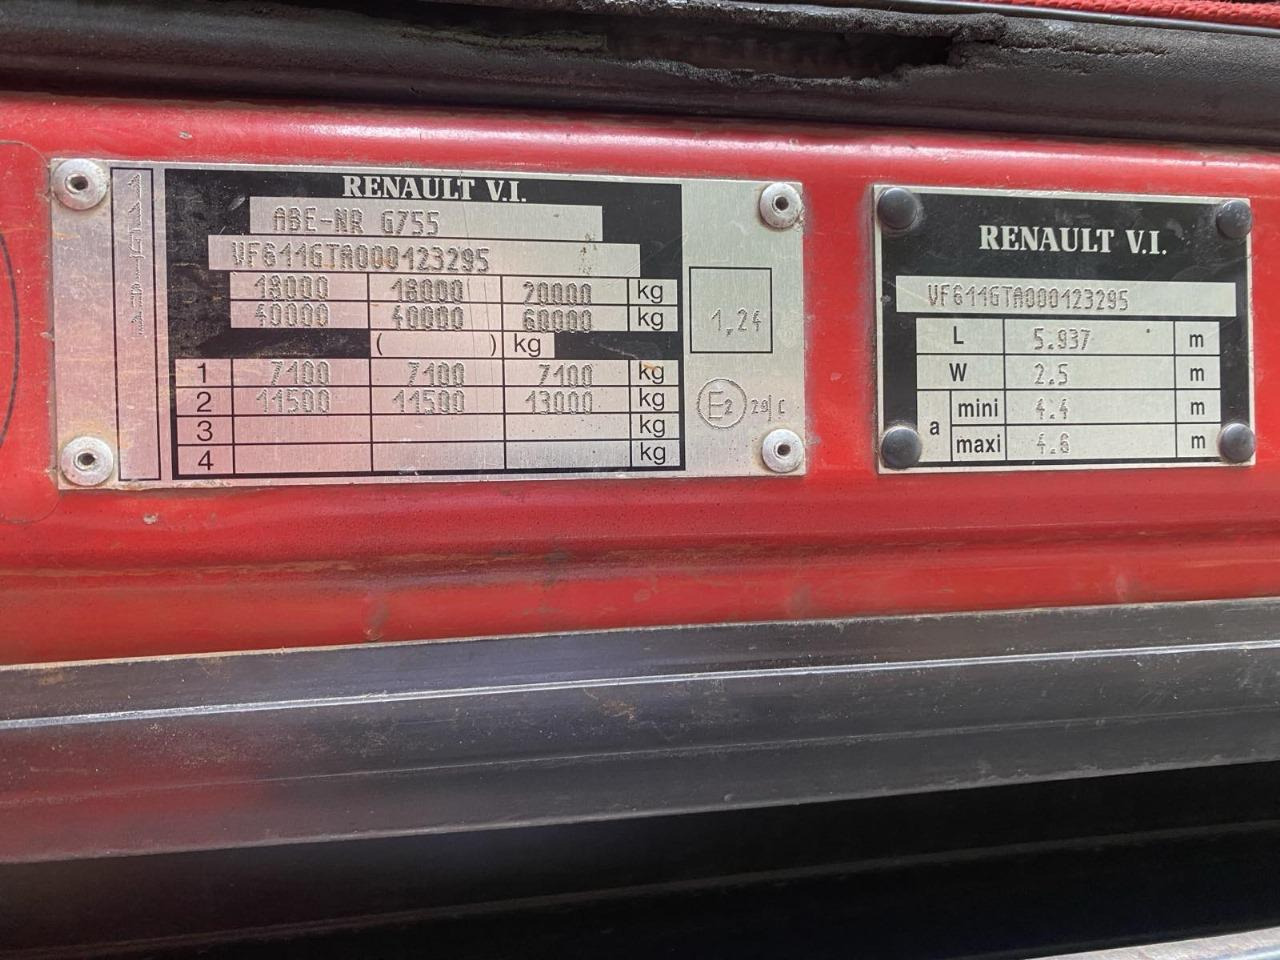 RENAULT V.I.
ABE-NR G755
VF611GTA000123295
18000 18000 20000 kg
40000 40000 60000 kg
( ) kg
1 7100 7100 7100 kg
2 11500 11500 13000 kg
3 kg
4 kg
1,24
E2 29 C
RENAULT V.I.
VF611GTA000123295
L 5.937 m
W 2.5 m
a mini 4.4 m
maxi 4.6 m